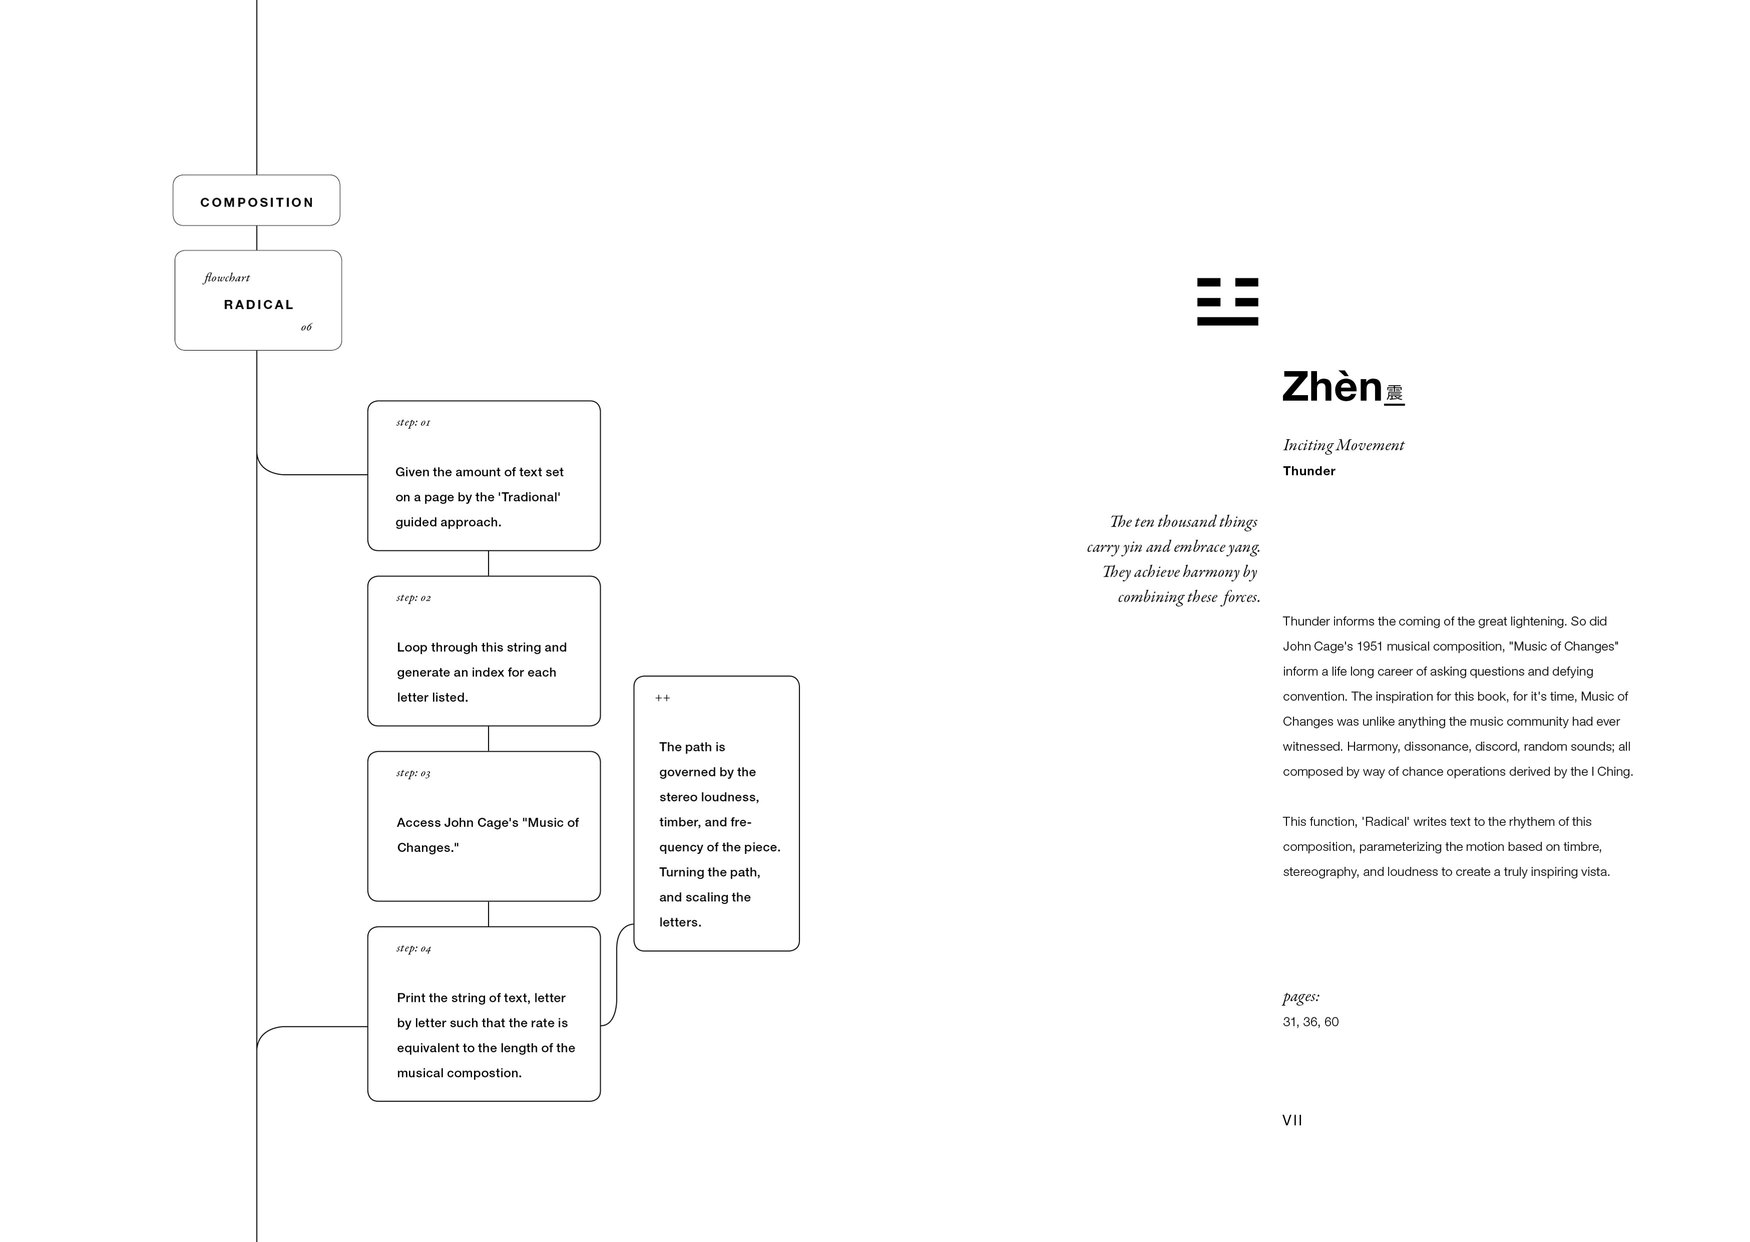 COMPOSITION
flowchart
RADICAL
06
step: 01
Given the amount of text set
on a page by the 'Tradional'
guided approach.
step: 02
Loop through this string and
generate an index for each
letter listed.
step: 03
Access John Cage's "Music of
Changes."
step: 04
Print the string of text, letter
by letter such that the rate is
equivalent to the length of the
musical compostion.
++
The path is
governed by the
stereo loudness,
timber, and fre-
quency of the piece.
Turning the path,
and scaling the
letters.
Zhèn 震
Inciting Movement
Thunder
The ten thousand things
carry yin and embrace yang.
They achieve harmony by
combining these forces.
Thunder informs the coming of the great lightening. So did
John Cage's 1951 musical composition, "Music of Changes"
inform a life long career of asking questions and defying
convention. The inspiration for this book, for it's time, Music of
Changes was unlike anything the music community had ever
witnessed. Harmony, dissonance, discord, random sounds; all
composed by way of chance operations derived by the I Ching.
This function, 'Radical' writes text to the rhythem of this
composition, parameterizing the motion based on timbre,
stereography, and loudness to create a truly inspiring vista.
pages:
31, 36, 60
VII